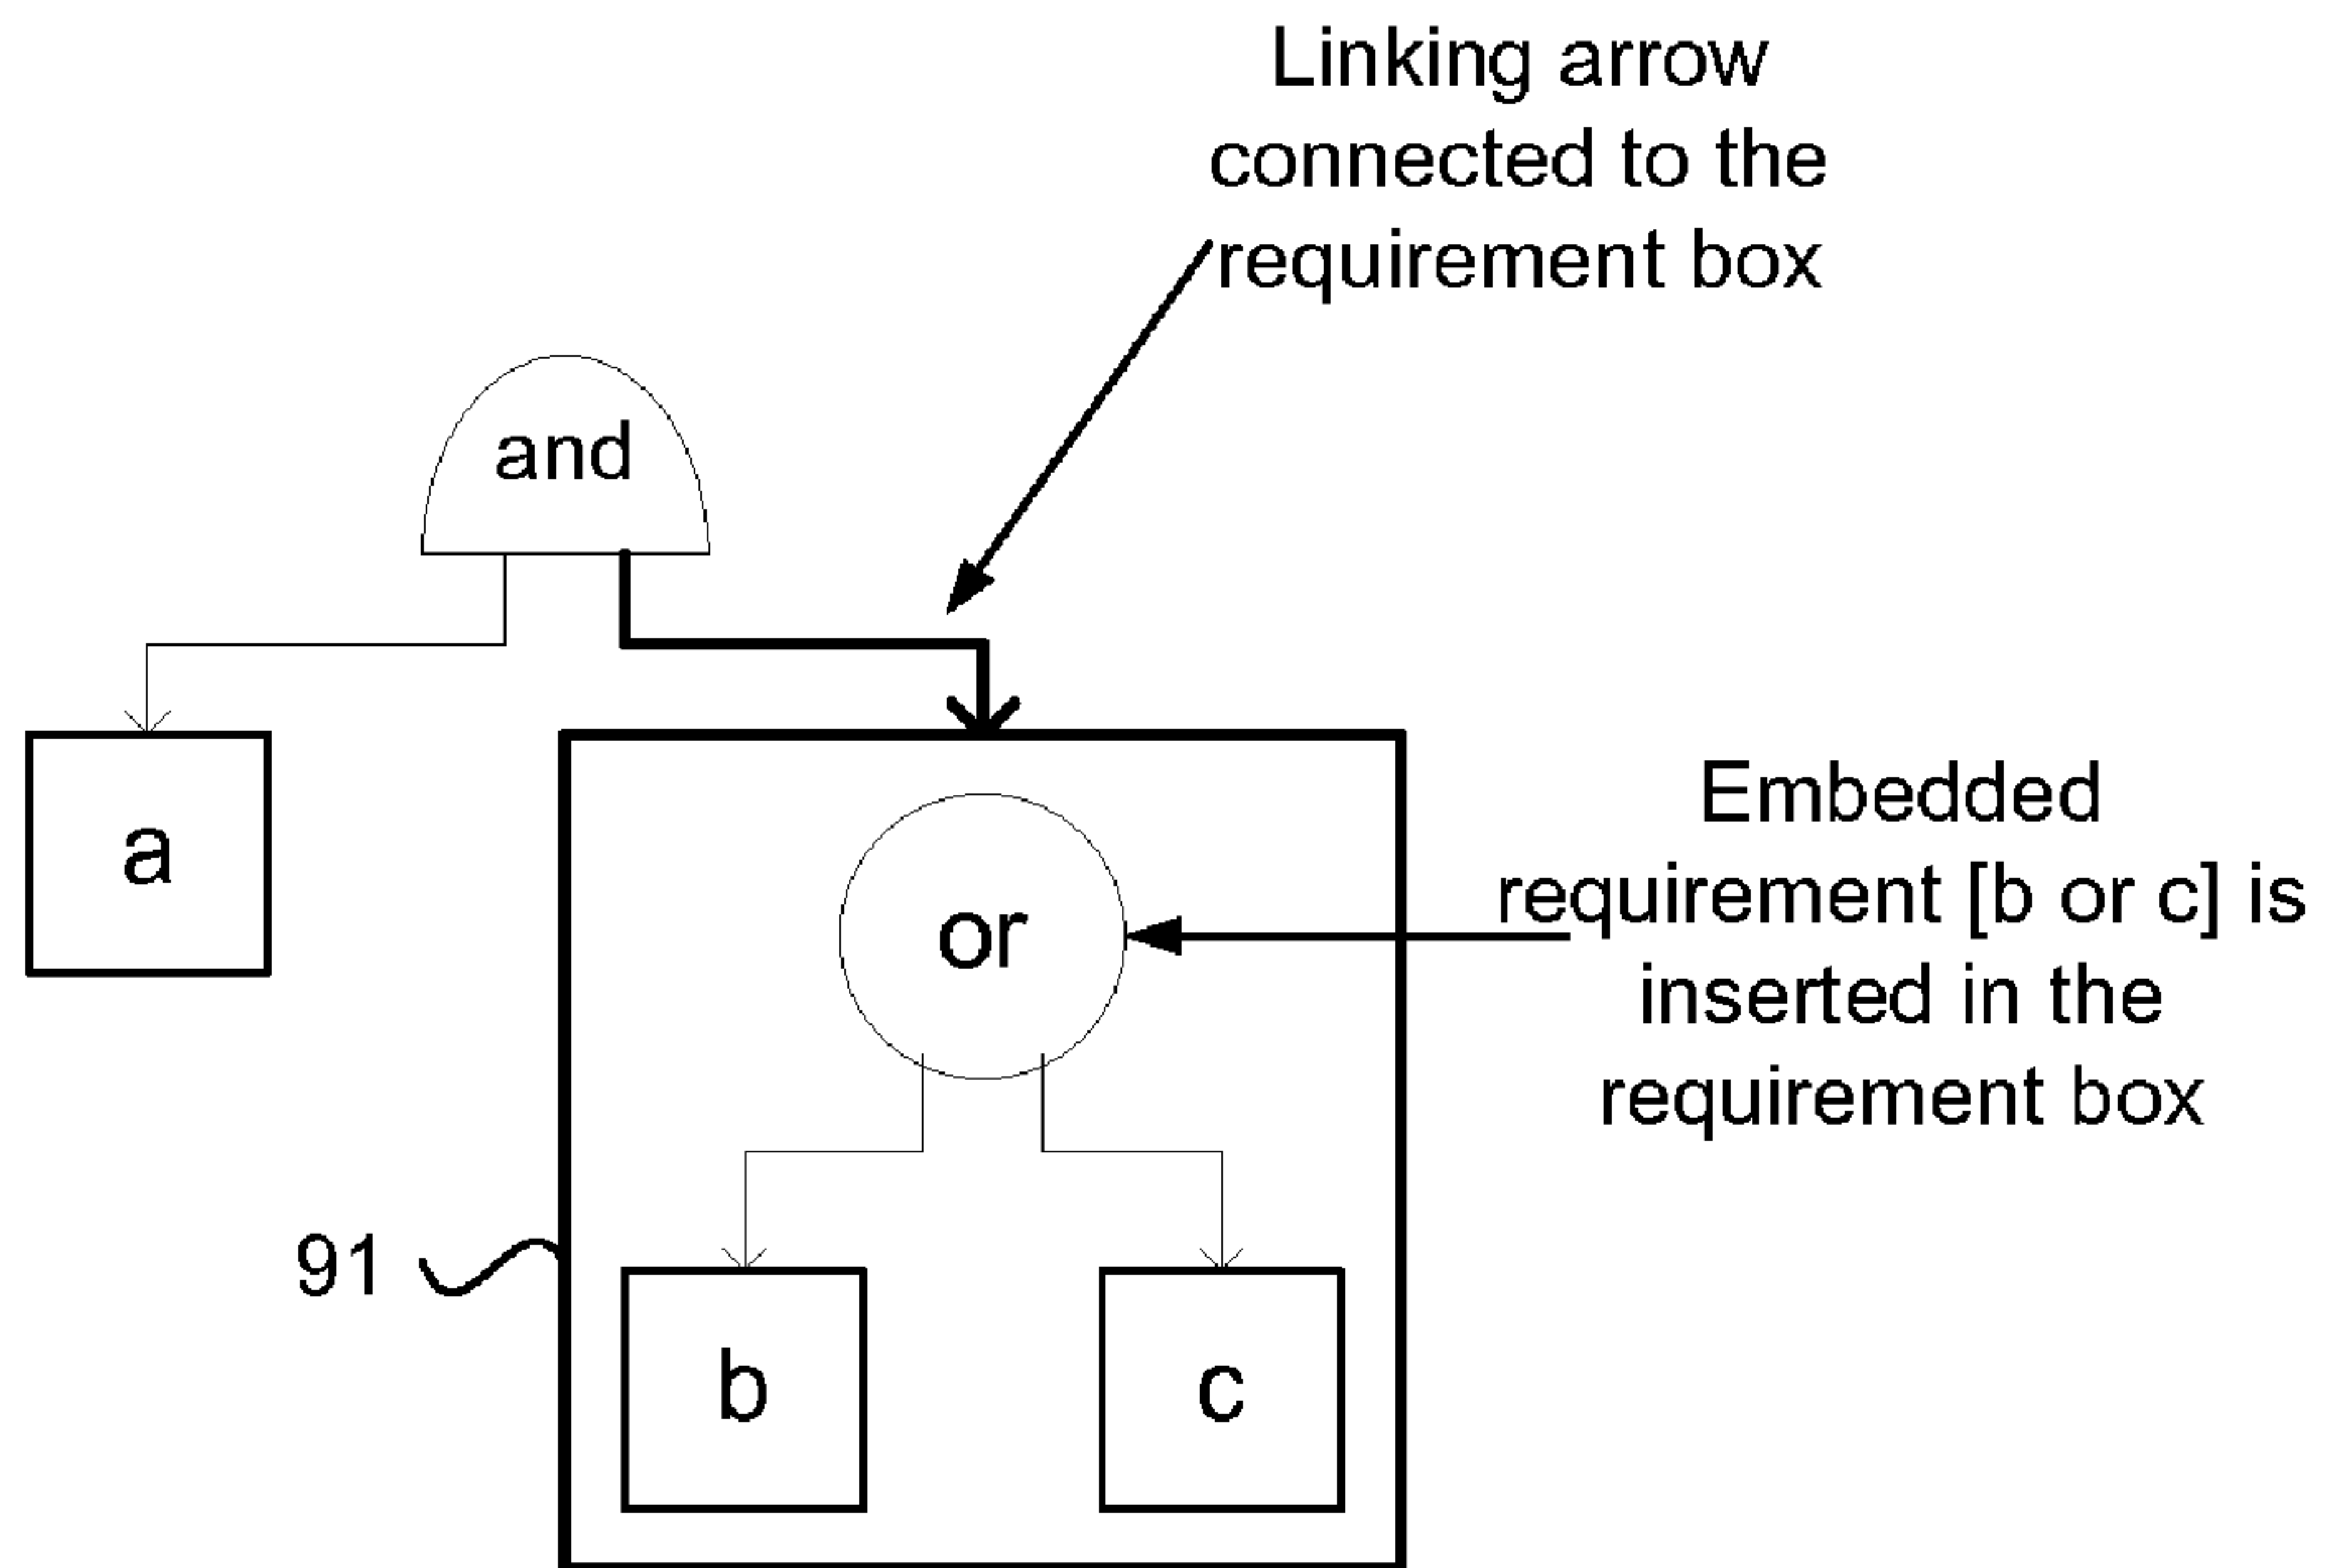 Linking arrow
connected to the
requirement box
and
a
or
Embedded
requirement [b or c] is
inserted in the
requirement box
91
b
c